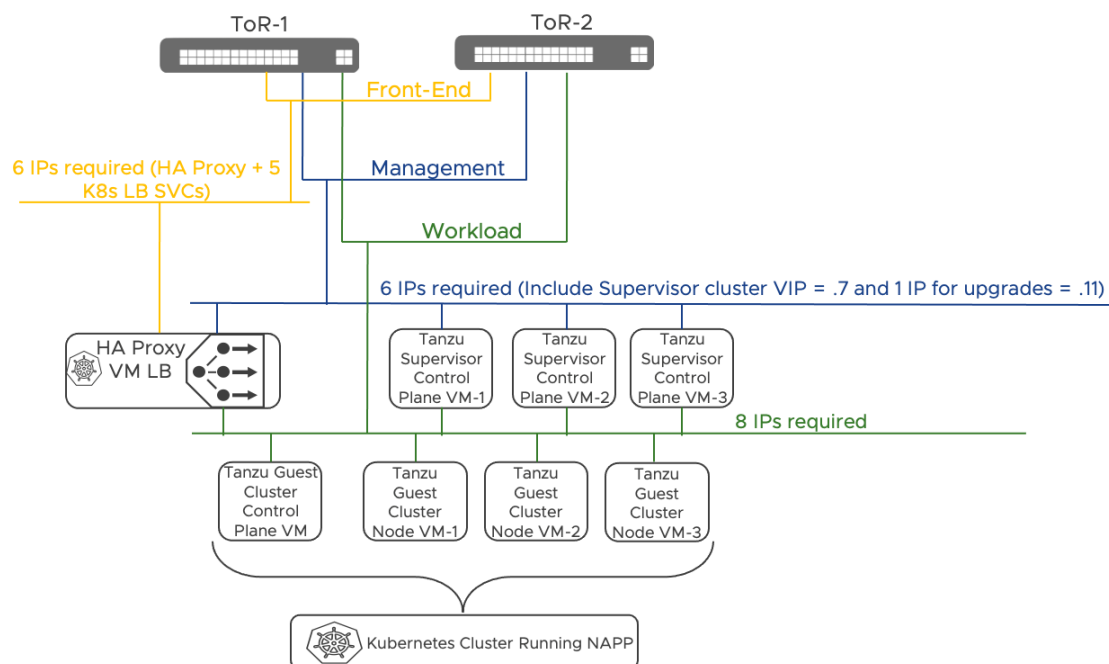 ToR-1
ToR-2
Front-End
6 IPs required (HA Proxy + 5
K8s LB SVCs)
Management
Workload
6 IPs required (Include Supervisor cluster VIP = .7 and 1 IP for upgrades = .11)
HA Proxy
VM LB
Tanzu
Supervisor
Control
Plane VM-1
Tanzu
Supervisor
Control
Plane VM-2
Tanzu
Supervisor
Control
Plane VM-3
8 IPs required
Tanzu Guest
Cluster
Control
Plane VM
Tanzu
Guest
Cluster
Node VM-1
Tanzu
Guest
Cluster
Node VM-2
Tanzu
Guest
Cluster
Node VM-3
Kubernetes Cluster Running NAPP